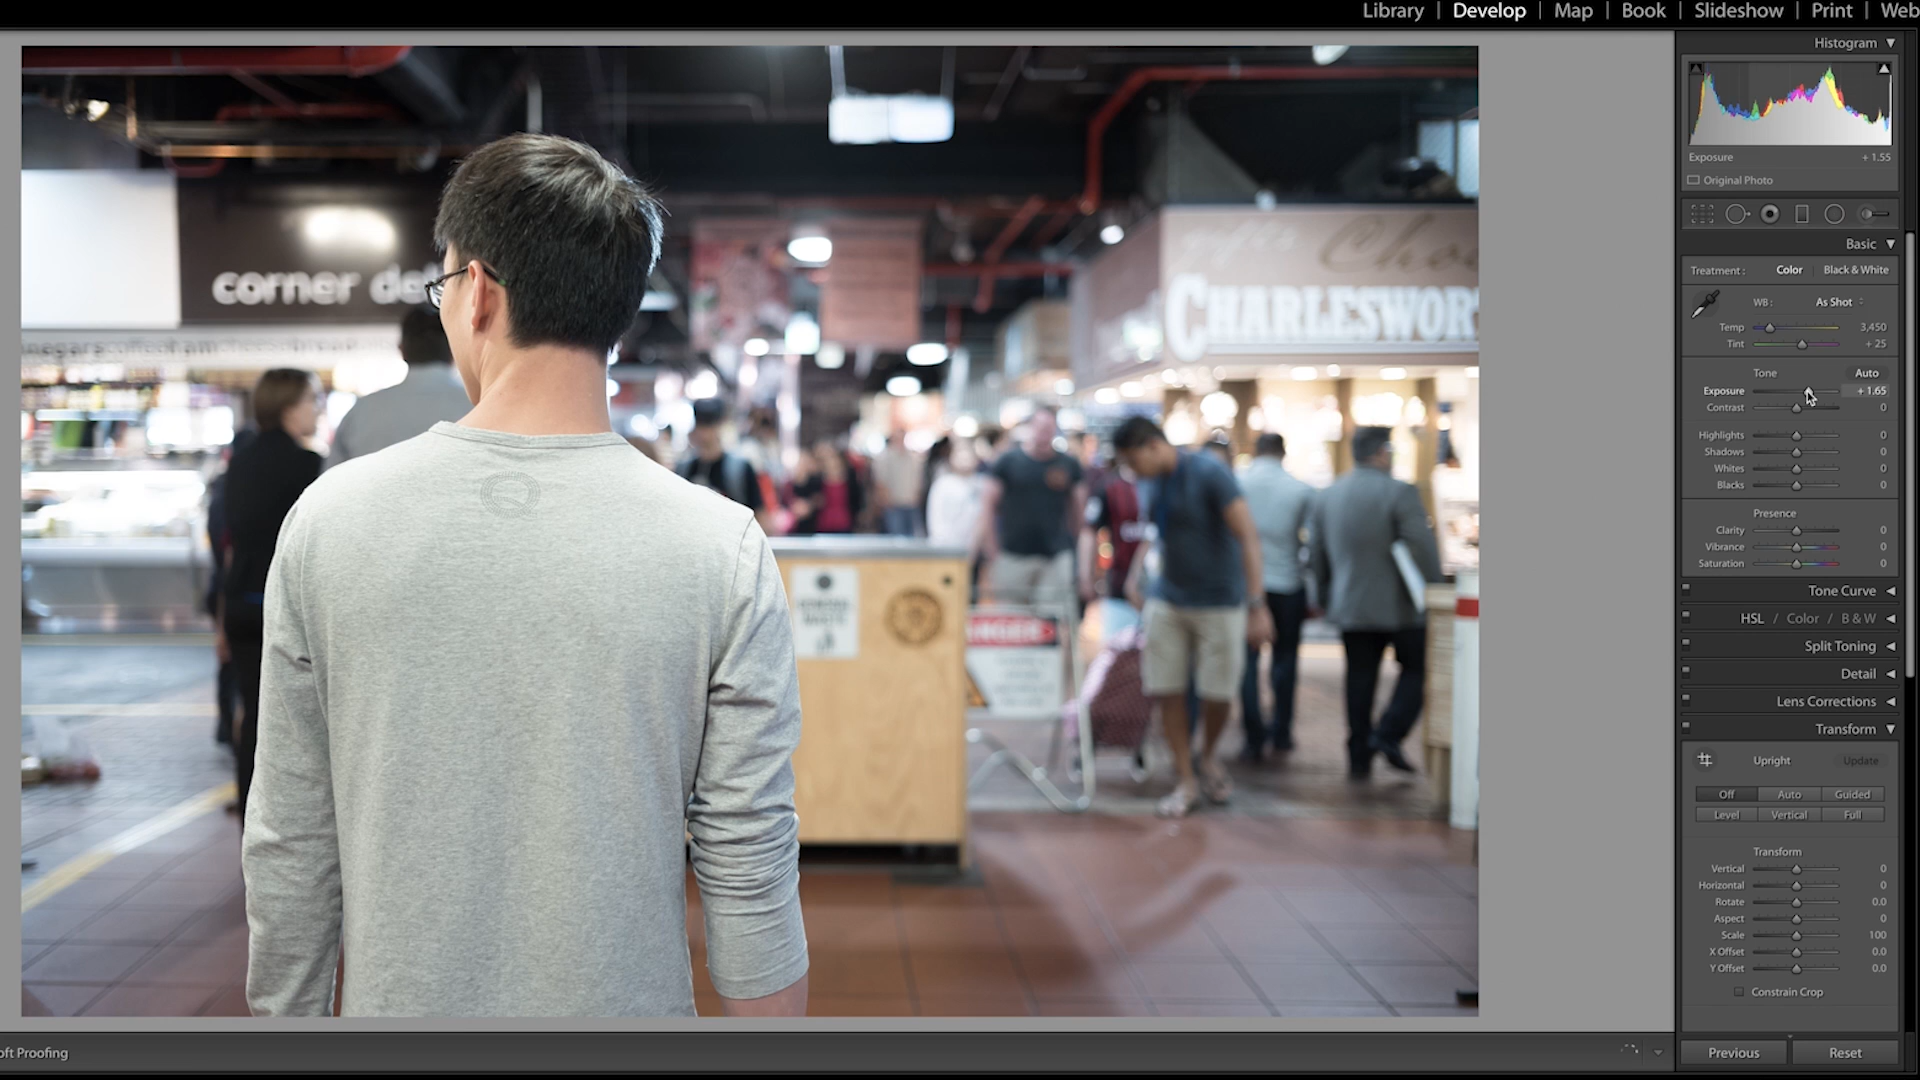 Library | Develop | Map | Book | Slideshow | Print | Web
Histogram
Exposure + 1.55
Original Photo
Basic
Treatment : Color Black & White
WB : As Shot
Temp 3,450
Tint + 25
Tone Auto
Exposure + 1.65
Contrast 0
Highlights 0
Shadows 0
Whites 0
Blacks 0
Presence
Clarity 0
Vibrance 0
Saturation 0
Tone Curve
HSL / Color / B & W
Split Toning
Detail
Lens Corrections
Transform
Upright Update
Off Auto Guided
Level Vertical Full
Transform
Vertical 0
Horizontal 0
Rotate 0.0
Aspect 0
Scale 100
X Offset 0.0
Y Offset 0.0
Constrain Crop
Previous Reset
oft Proofing
corner del
gifts Choc
CHARLESWOR
NGER